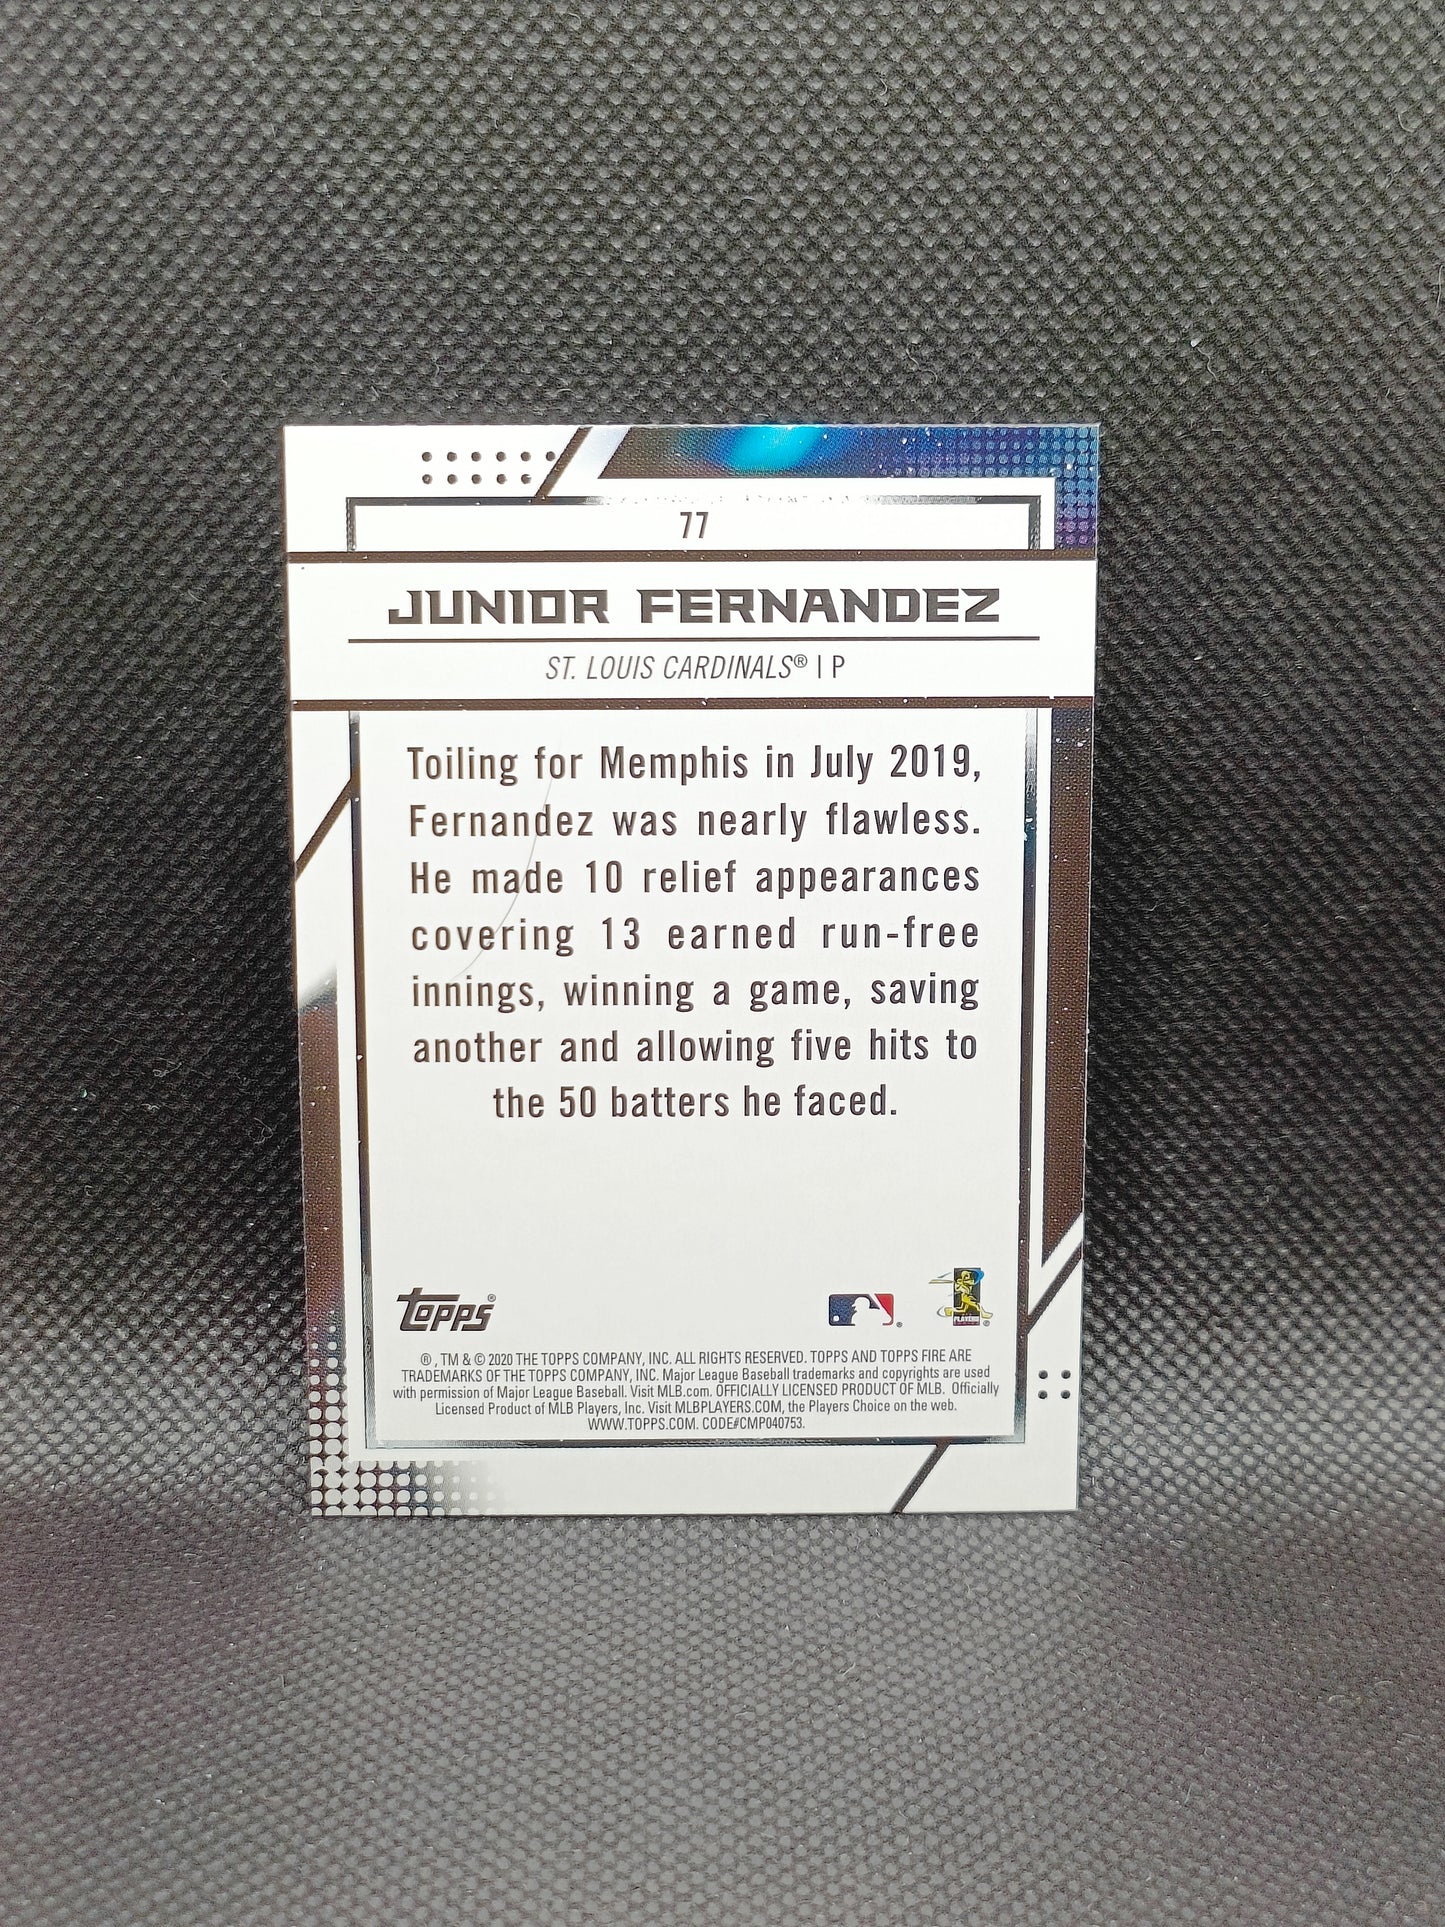 77
JUNIOR FERNANDEZ
ST. LOUIS CARDINALS® | P
Toiling for Memphis in July 2019,
Fernandez was nearly flawless.
He made 10 relief appearances
covering 13 earned run-free
innings, winning a game, saving
another and allowing five hits to
the 50 batters he faced.
TOPPS®
PLAYERS
®, TM & © 2020 THE TOPPS COMPANY, INC. ALL RIGHTS RESERVED. TOPPS AND TOPPS FIRE ARE
TRADEMARKS OF THE TOPPS COMPANY, INC. Major League Baseball trademarks and copyrights are used
with permission of Major League Baseball. Visit MLB.com. OFFICIALLY LICENSED PRODUCT OF MLB. Officially
Licensed Product of MLB Players, Inc. Visit MLBPLAYERS.COM, the Players Choice on the web.
WWW.TOPPS.COM. CODE#CMP040753.